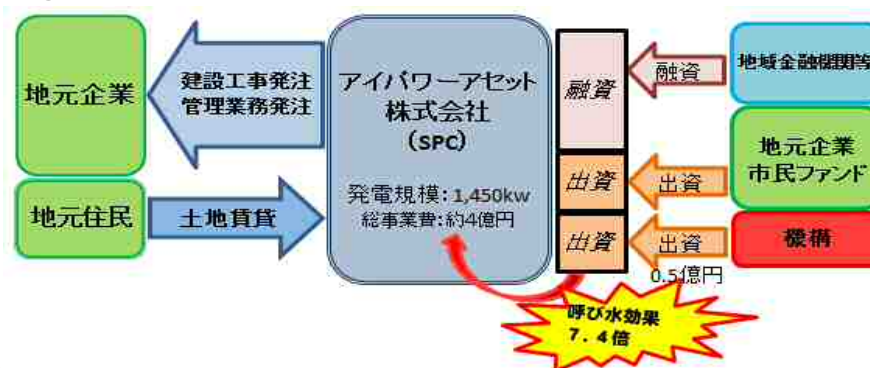 地元企業
建設工事発注
管理業務発注
アイパワーアセット
株式会社
（SPC）
発電規模：1,450kw
総事業費：約4億円
融資
融資
地域金融機関等
地元企業
市民ファンド
出資
出資
地元住民
土地賃貸
出資
出資
0.5億円
機構
呼び水効果
７．４倍